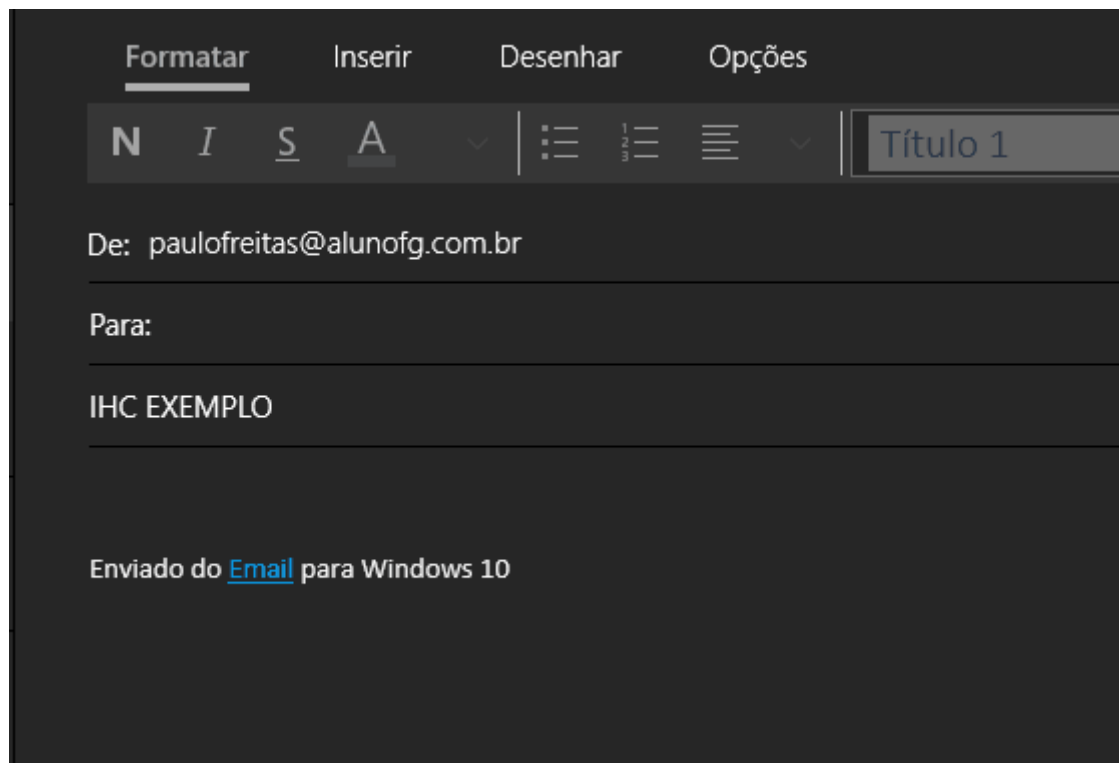 Formatar Inserir Desenhar Opções
N I S A Título 1
De: paulofreitas@alunofg.com.br
Para:
IHC EXEMPLO
Enviado do Email para Windows 10